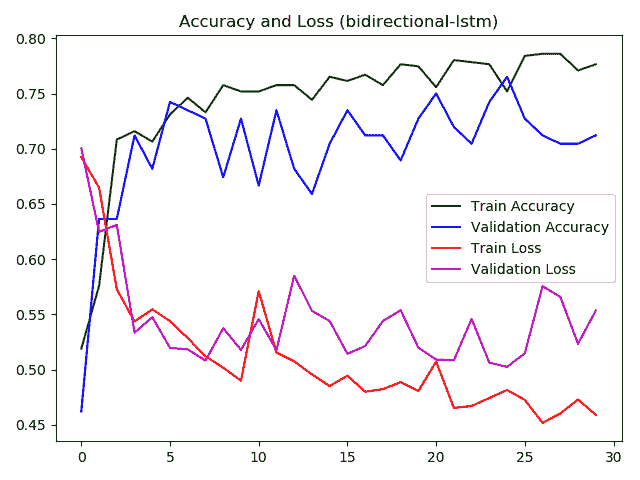 Accuracy and Loss (bidirectional-lstm)
0.80
0.75
0.70
0.65
0.60
0.55
0.50
0.45
Train Accuracy
Validation Accuracy
Train Loss
Validation Loss
0 5 10 15 20 25 30